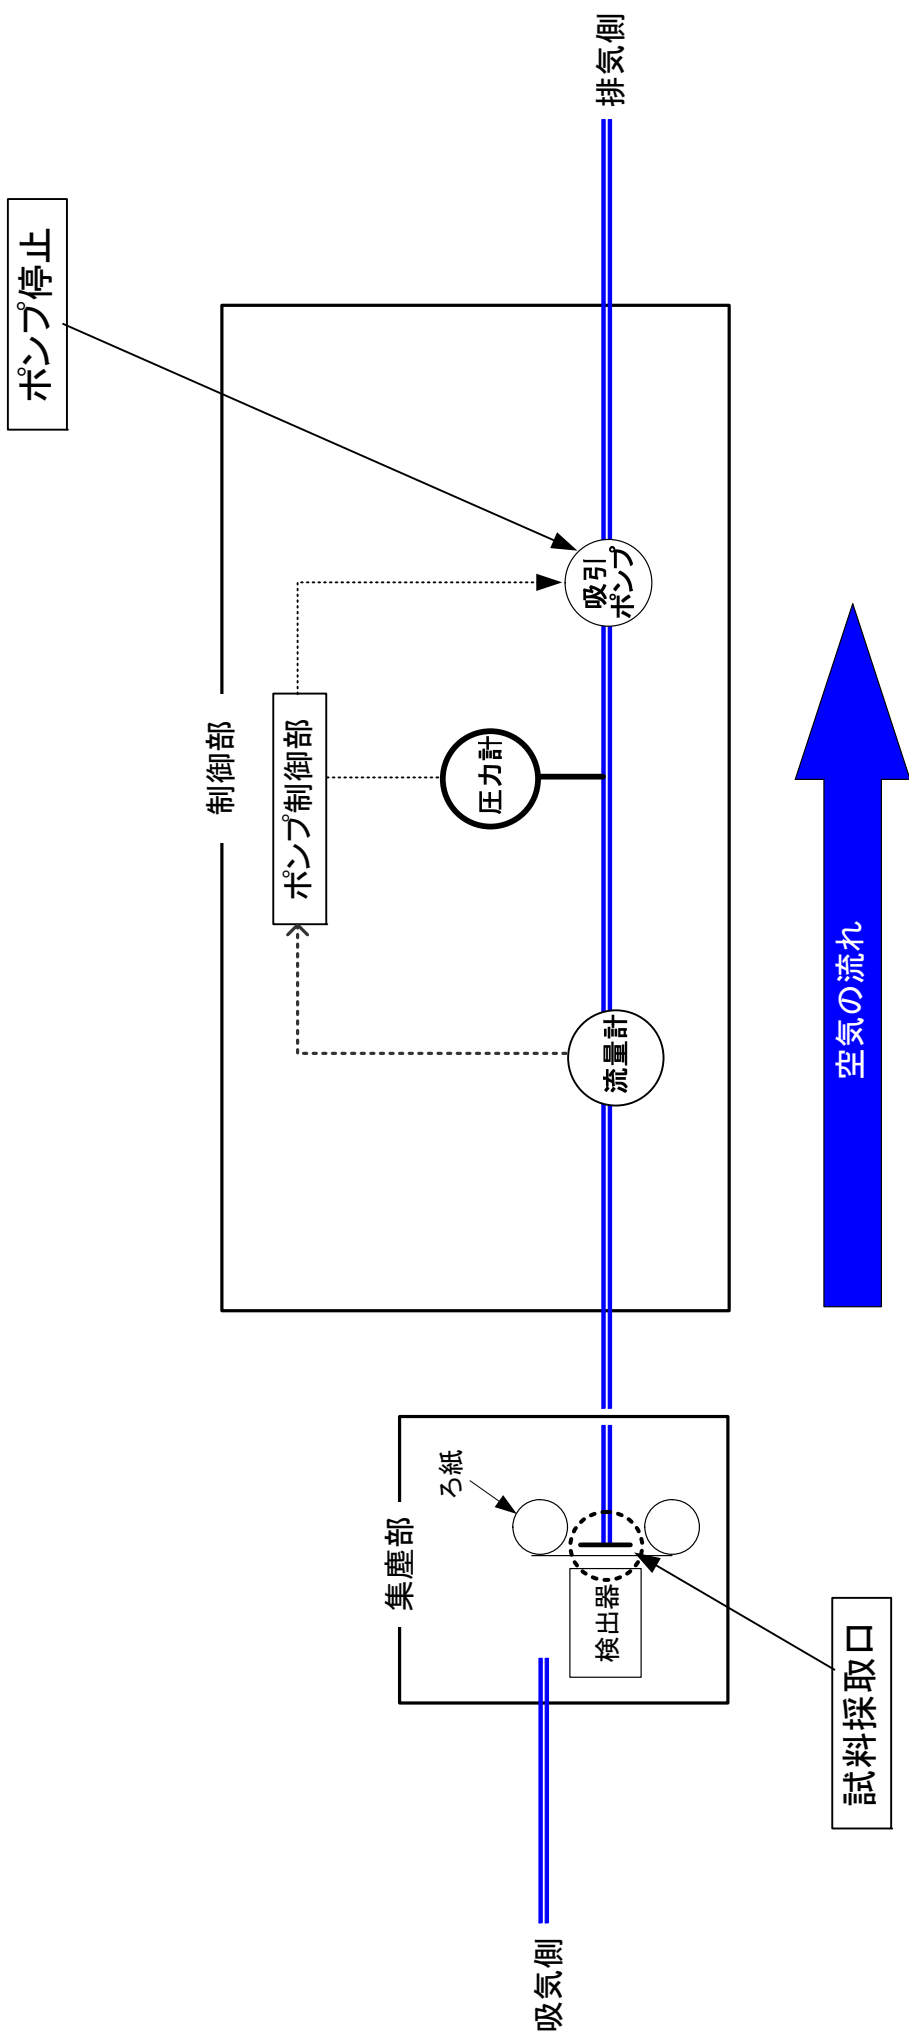 ポンプ停止
制御部
ポンプ制御部
圧力計
吸引
ポンプ
流量計
排気側
集塵部
ろ紙
検出器
吸気側
試料採取口
空気の流れ